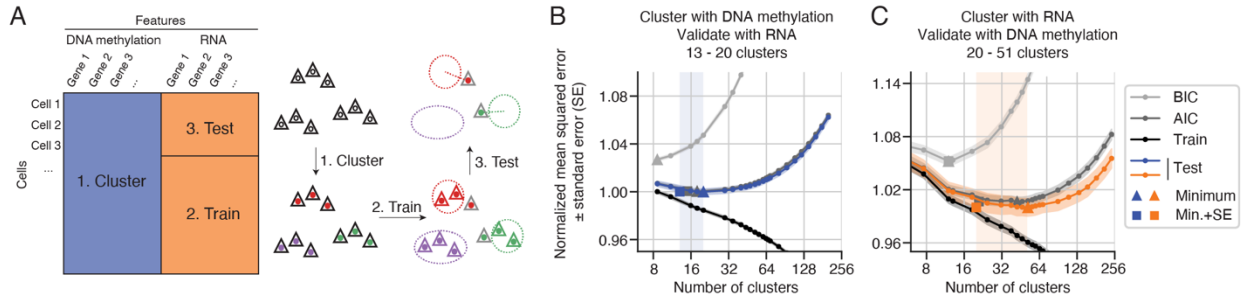 A
Features
DNA methylation
RNA
Gene 1
Gene 2
Gene 3
...
Gene 1
Gene 2
Gene 3
...
Cells
Cell 1
Cell 2
Cell 3
...
1. Cluster
3. Test
2. Train
1. Cluster
2. Train
3. Test
B
Cluster with DNA methylation
Validate with RNA
13 - 20 clusters
Normalized mean squared error
± standard error (SE)
1.08
1.04
1.00
0.96
8
16
32
64
128
256
Number of clusters
C
Cluster with RNA
Validate with DNA methylation
20 - 51 clusters
1.14
1.08
1.02
0.96
8
16
32
64
128
256
Number of clusters
BIC
AIC
Train
Test
Minimum
Min.+SE